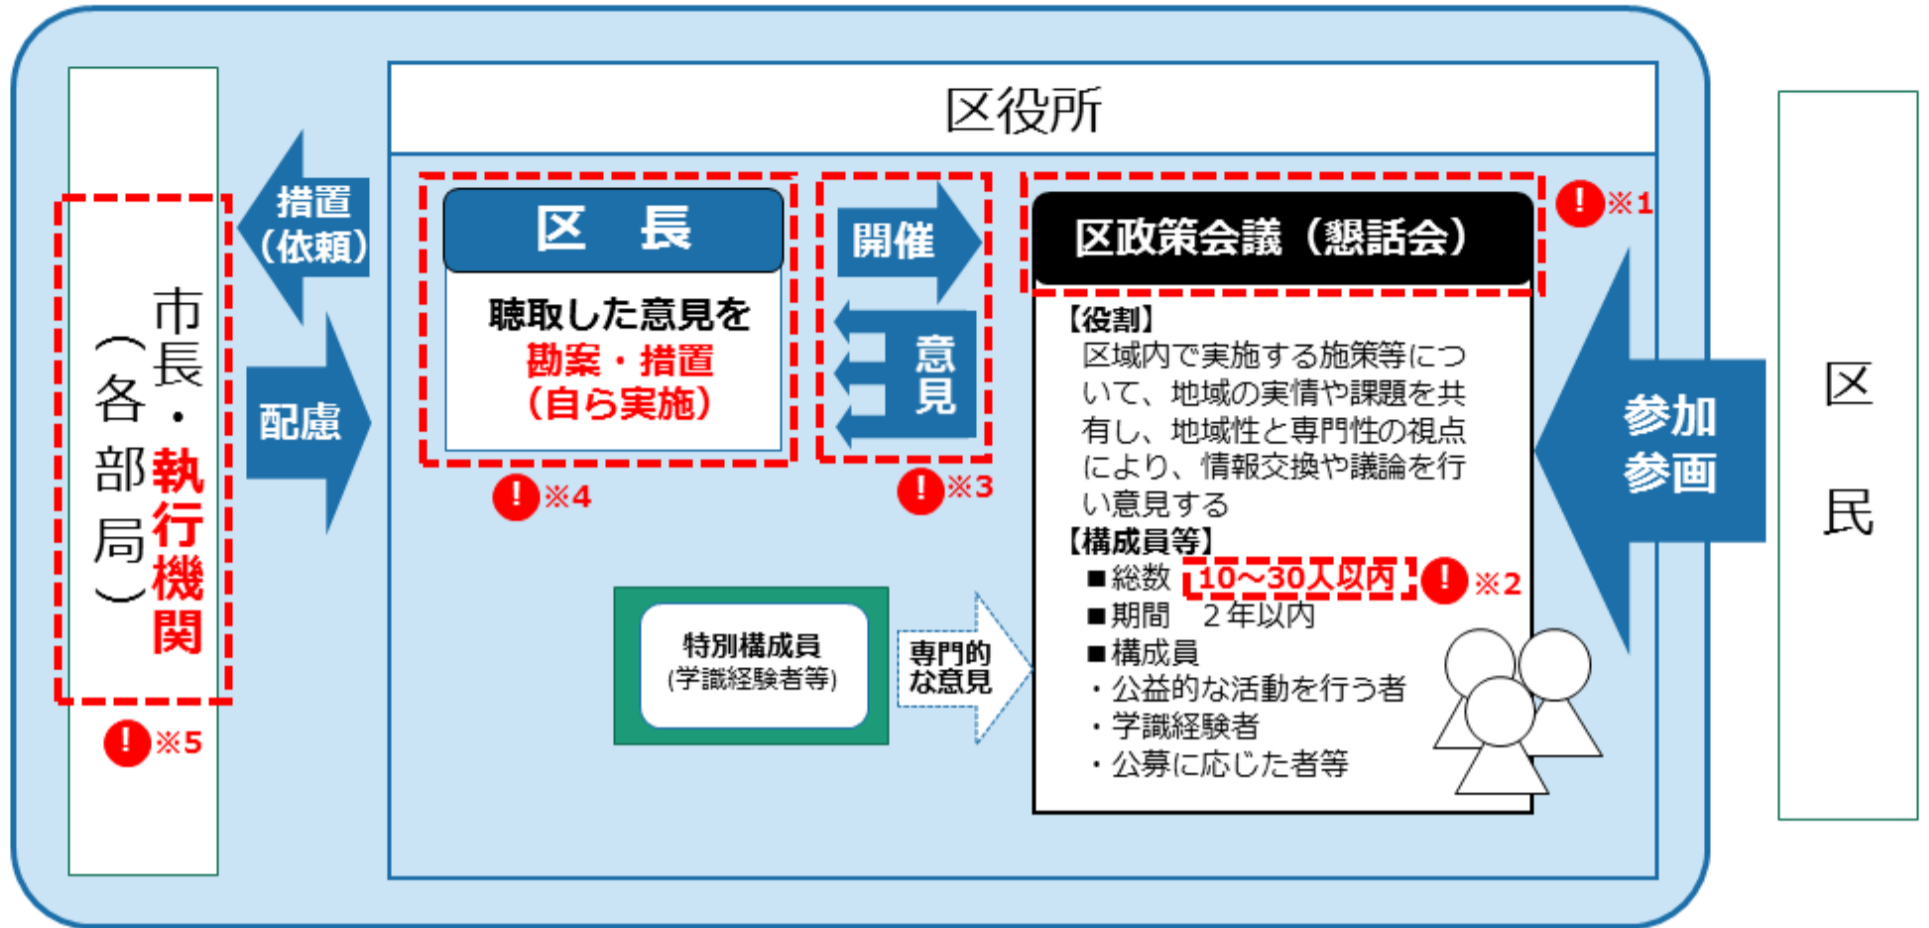 区役所
市長・執行機関
（各部局）
措置
（依頼）
配慮
区　長
聴取した意見を
勘案・措置
（自ら実施）
!※4
開催
意見
!※3
区政策会議（懇話会）
!※1
【役割】
区域内で実施する施策等につ
いて、地域の実情や課題を共
有し、地域性と専門性の視点
により、情報交換や議論を行
い意見する
【構成員等】
■総数　10～30人以内 !※2
■期間　２年以内
■構成員
・公益的な活動を行う者
・学識経験者
・公募に応じた者等
特別構成員
(学識経験者等)
専門的
な意見
参加
参画
区民
!※5